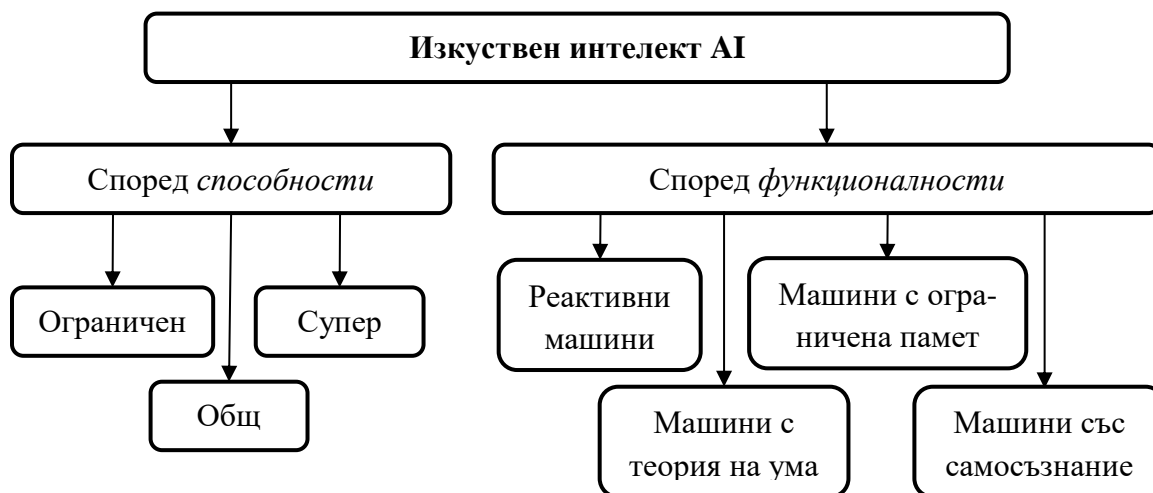 Изкуствен интелект AI
Според способности
Според функционалности
Ограничен
Супер
Общ
Реактивни
машини
Машини с огра-
ничена памет
Машини с
теория на ума
Машини със
самосъзнание